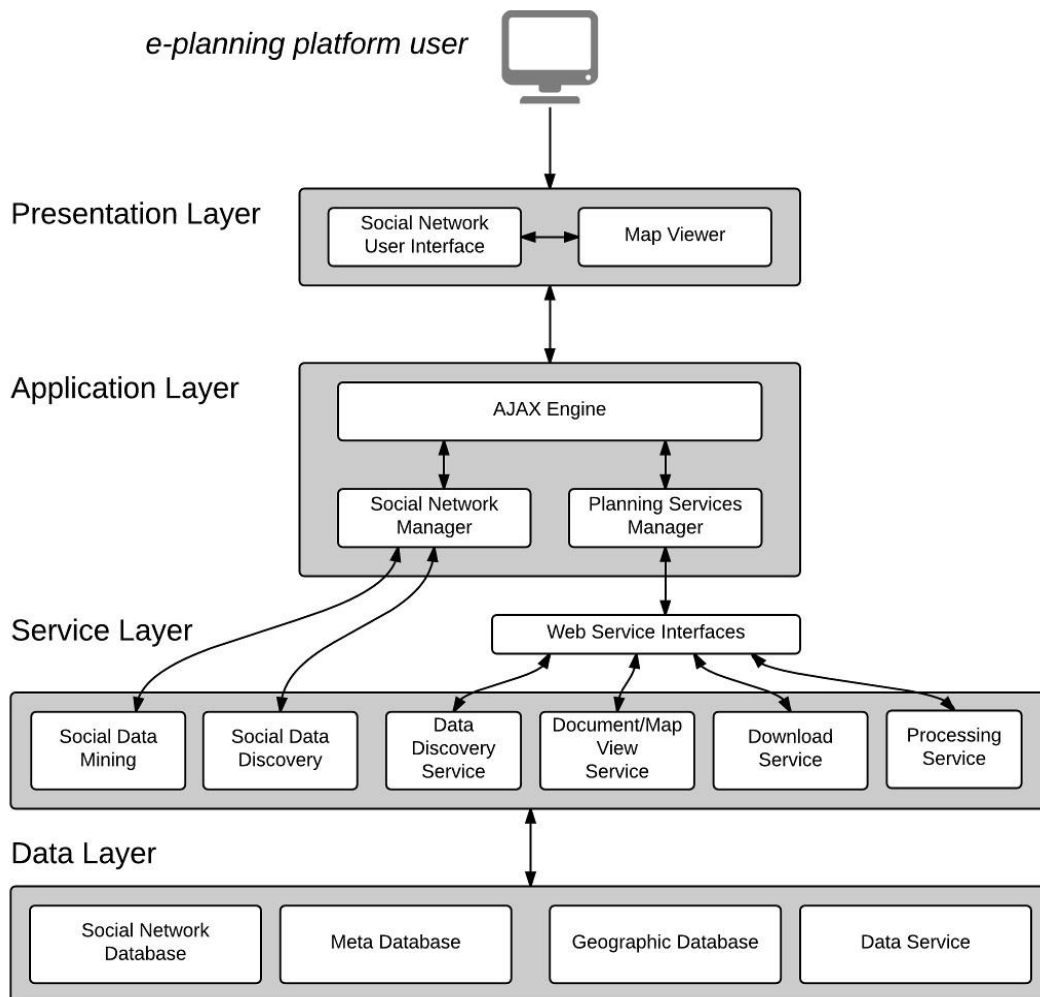 e-planning platform user
Presentation Layer
Social Network
User Interface
Map Viewer
Application Layer
AJAX Engine
Social Network
Manager
Planning Services
Manager
Service Layer
Web Service Interfaces
Social Data
Mining
Social Data
Discovery
Data
Discovery
Service
Document/Map
View
Service
Download
Service
Processing
Service
Data Layer
Social Network
Database
Meta Database
Geographic Database
Data Service